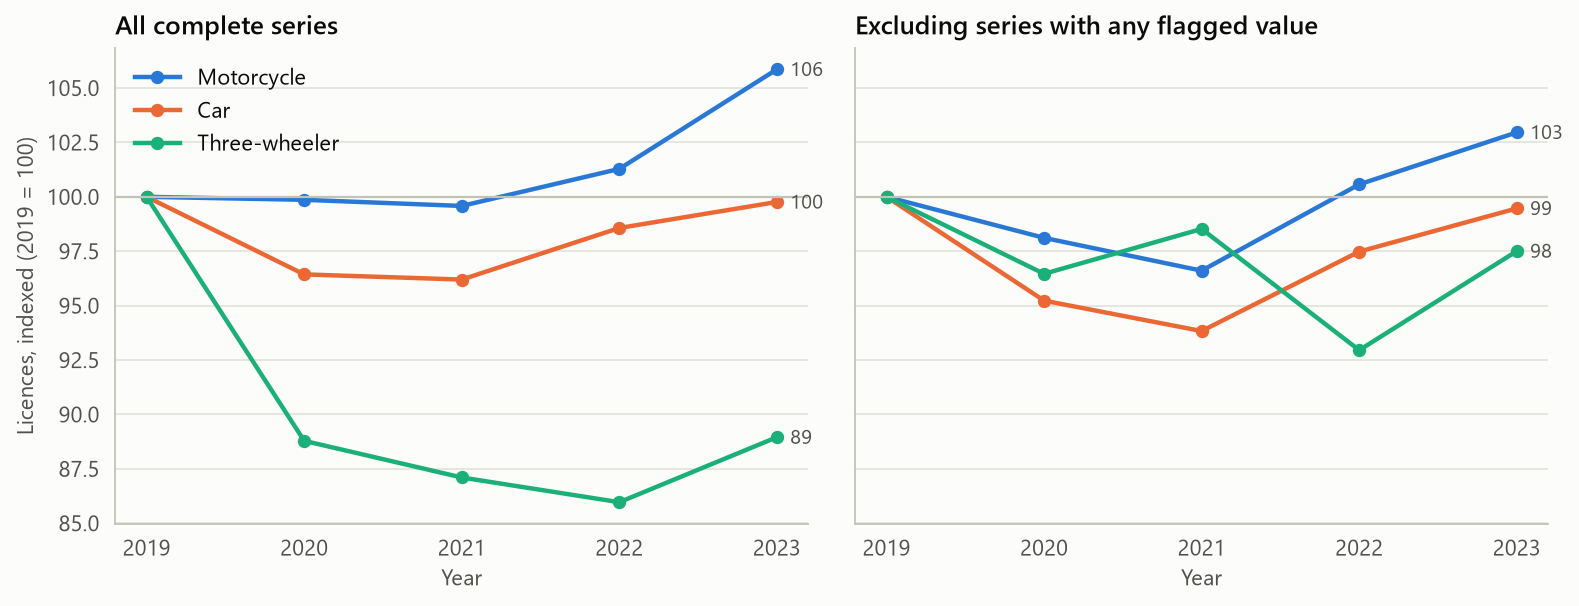 All complete series
Motorcycle
Car
Three-wheeler
Licences, indexed (2019 = 100)
105.0
102.5
100.0
97.5
95.0
92.5
90.0
87.5
85.0
106
100
89
2019 2020 2021 2022 2023
Year
Excluding series with any flagged value
103
99
98
2019 2020 2021 2022 2023
Year